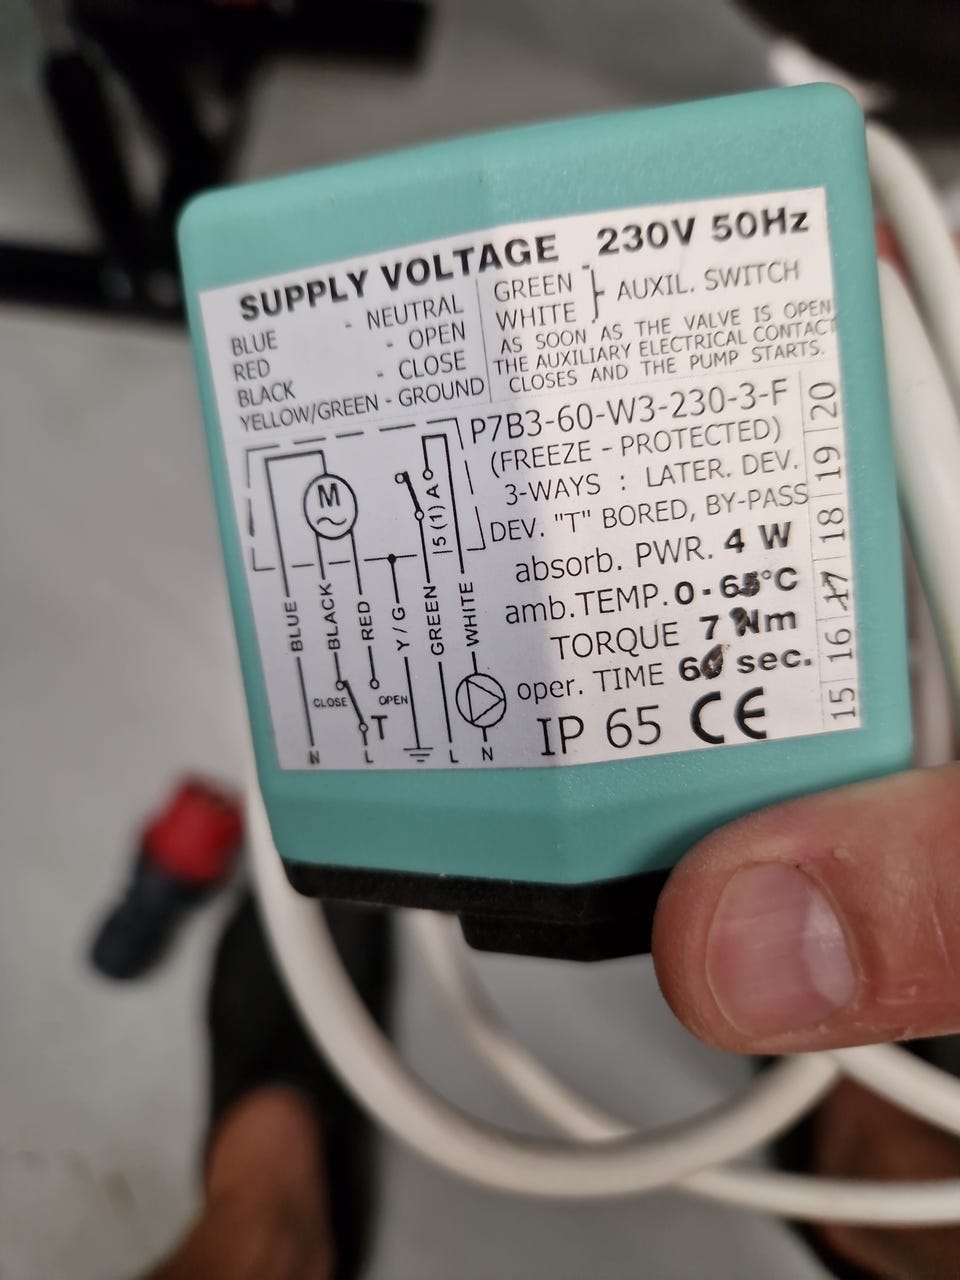 SUPPLY VOLTAGE 230V 50Hz
BLUE - NEUTRAL
RED - OPEN
BLACK - CLOSE
YELLOW/GREEN - GROUND
GREEN
WHITE } AUXIL. SWITCH
AS SOON AS THE VALVE IS OPEN
THE AUXILIARY ELECTRICAL CONTACT
CLOSES AND THE PUMP STARTS.
P7B3-60-W3-230-3-F
(FREEZE - PROTECTED)
3-WAYS : LATER. DEV.
DEV. "T" BORED, BY-PASS
absorb. PWR. 4 W
amb.TEMP. 0-65°C
TORQUE 7 Nm
oper. TIME 60 sec.
IP 65 CE
15 16 17 18 19 20
M
5(1)A
BLUE
BLACK
RED
Y/G
GREEN
WHITE
CLOSE
OPEN
T
N L L N